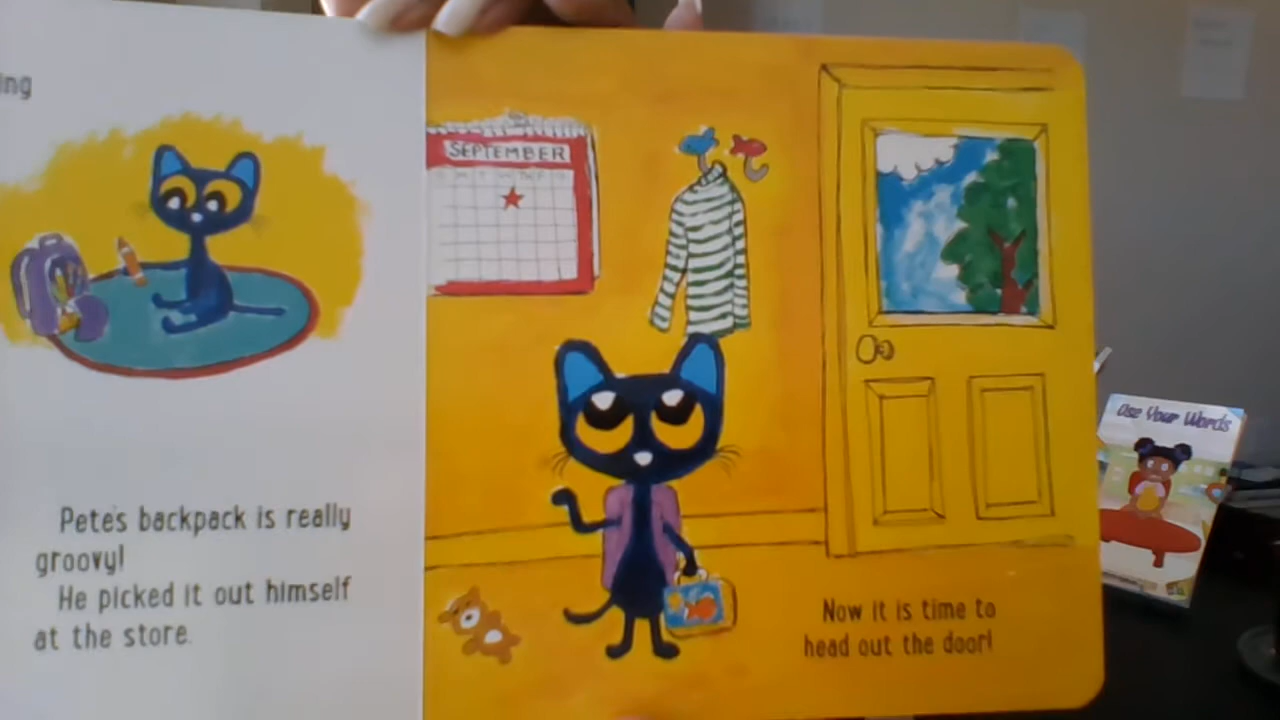 ing
Pete's backpack is really
groovy!
He picked it out himself
at the store.
SEPTEMBER
Now it is time to
head out the door!
Use Your Words